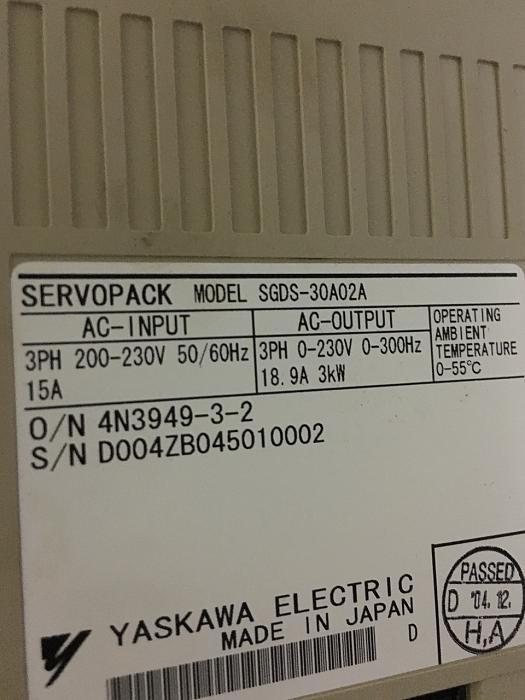 SERVOPACK MODEL SGDS-30A02A
AC-INPUT
3PH 200-230V 50/60Hz
15A
AC-OUTPUT
3PH 0-230V 0-300Hz
18.9A 3kW
OPERATING
AMBIENT
TEMPERATURE
0-55°C
O/N 4N3949-3-2
S/N D004ZB045010002
YASKAWA ELECTRIC
MADE IN JAPAN D
PASSED
D '04.12.
H,A